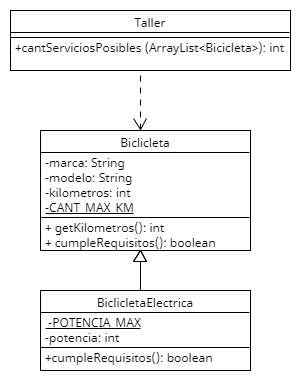 Taller
+cantServiciosPosibles (ArrayList<Bicicleta>): int
Biclicleta
-marca: String
-modelo: String
-kilometros: int
-CANT_MAX_KM
+ getKilometros(): int
+ cumpleRequisitos(): boolean
BiclicletaElectrica
-POTENCIA_MAX
-potencia: int
+cumpleRequisitos(): boolean